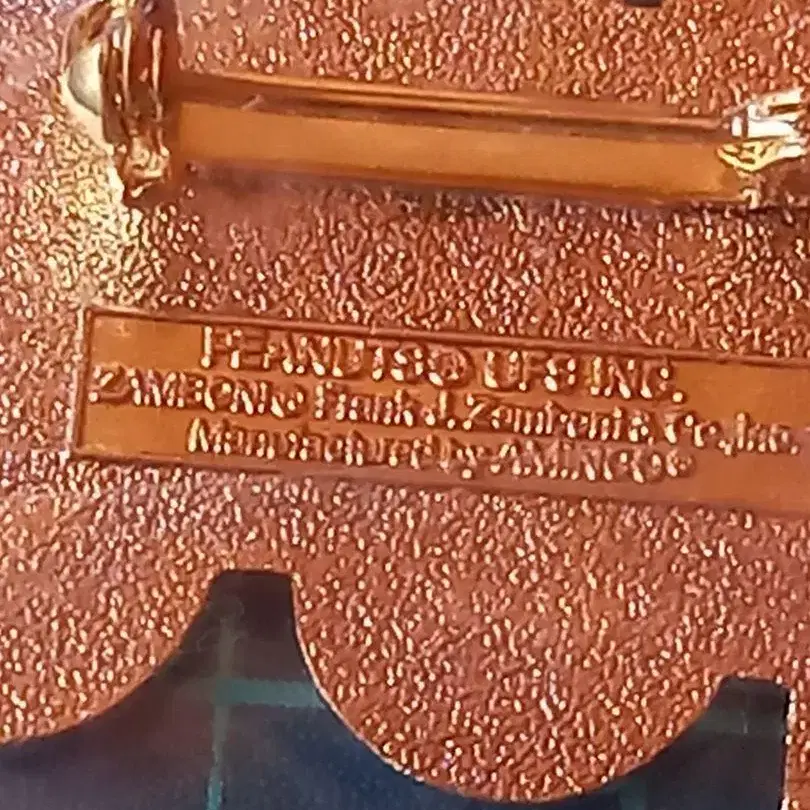 PEANUTS® UFS INC.
ZAMBONI® Frank J. Zamboni & Co., Inc.
Manufactured by AMINCO®